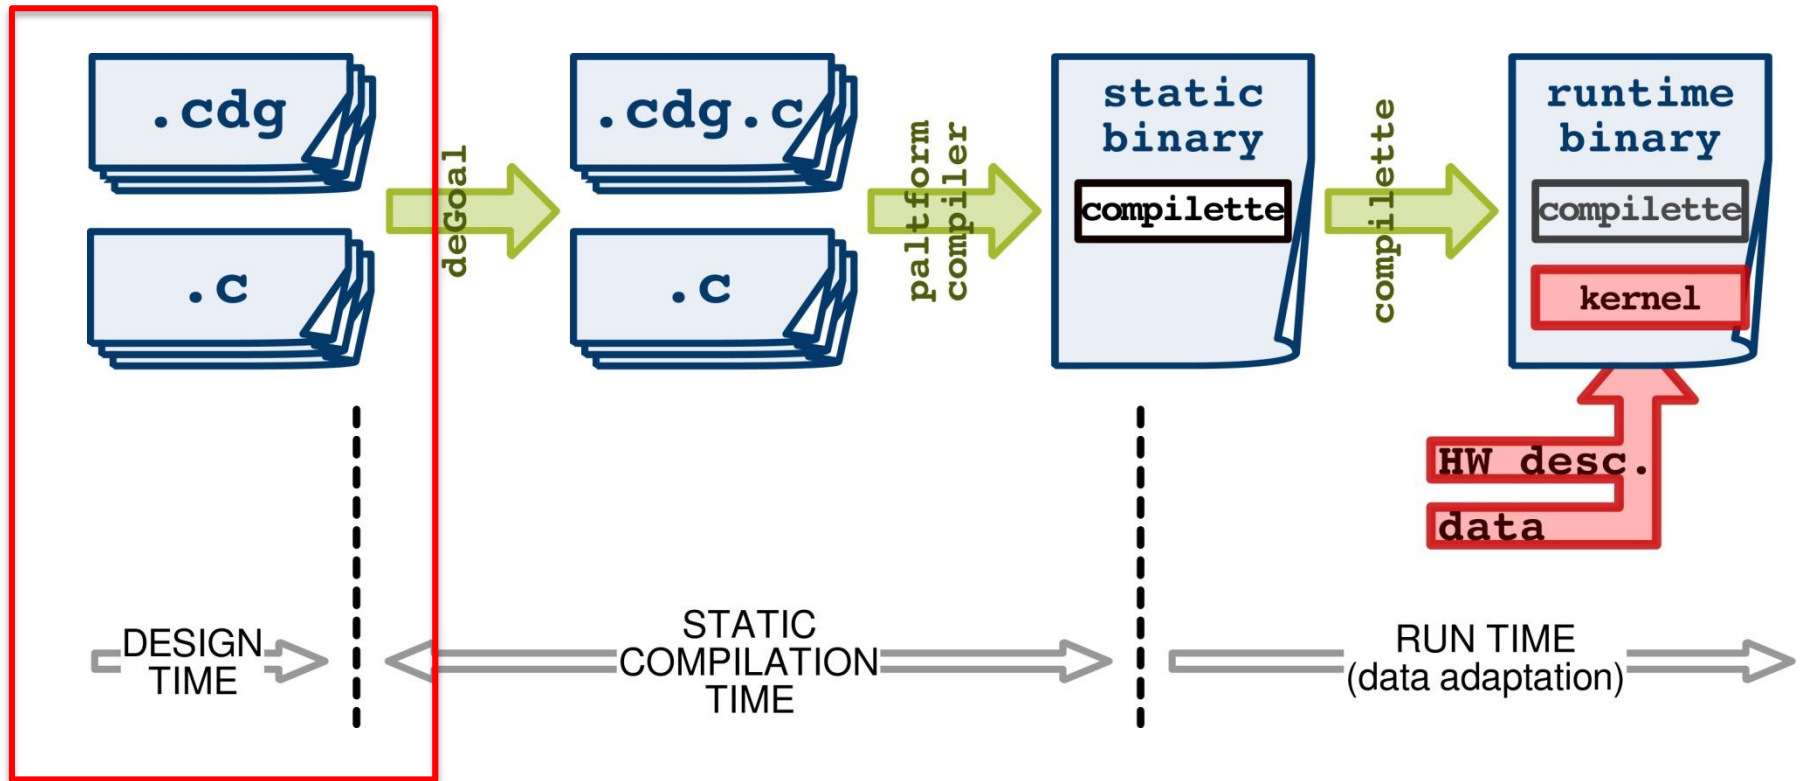 .cdg
.c
deGoal
.cdg.c
.c
paltform
compiler
static
binary
compilette
compilette
runtime
binary
compilette
kernel
HW desc.
data
DESIGN
TIME
STATIC
COMPILATION
TIME
RUN TIME
(data adaptation)